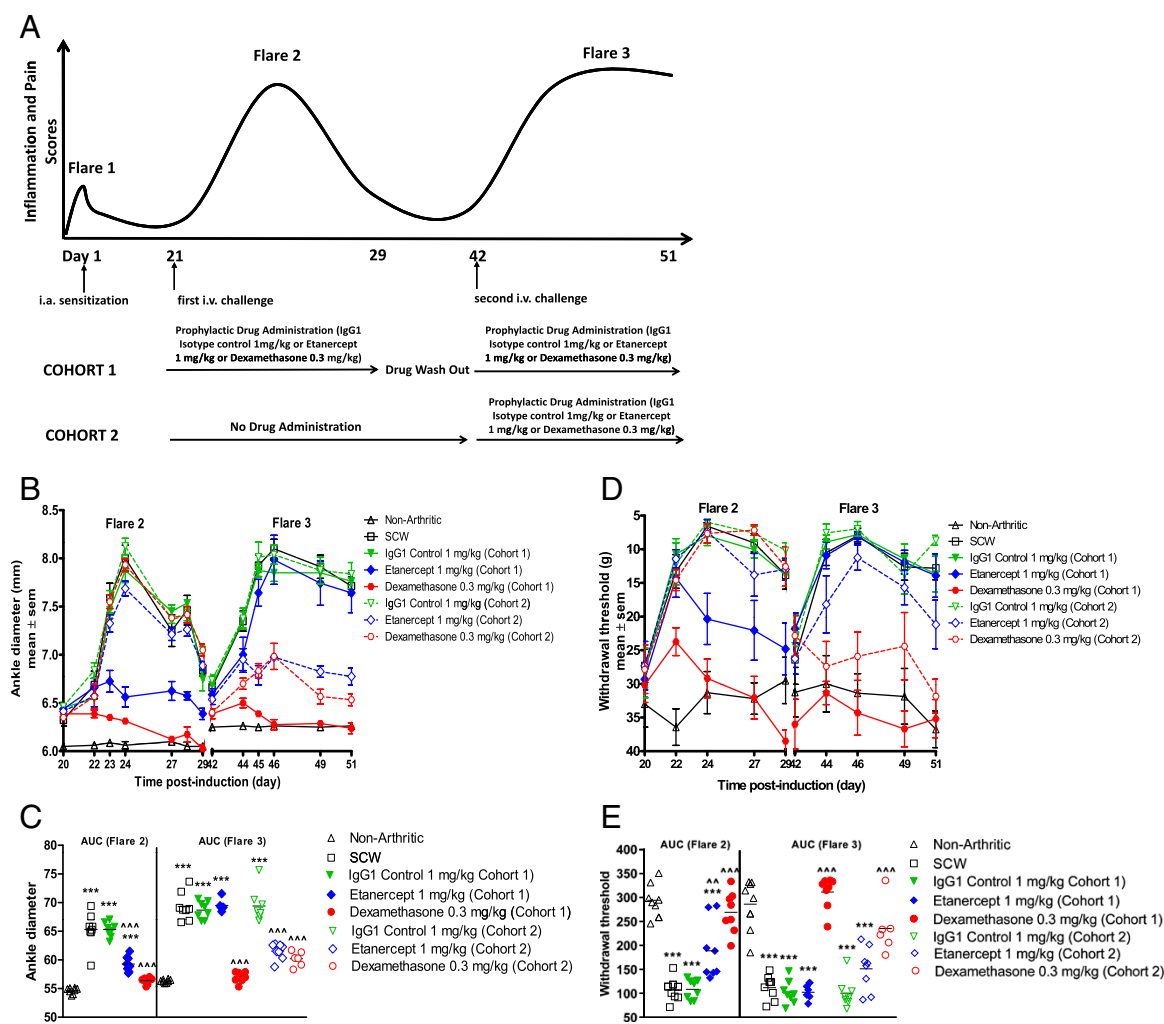 A
Inflammation and Pain
Scores
Flare 1
Flare 2
Flare 3
Day 1
21
29
42
51
i.a. sensitization
first i.v. challenge
second i.v. challenge
Prophylactic Drug Administration (IgG1
Isotype control 1mg/kg or Etanercept
1 mg/kg or Dexamethasone 0.3 mg/kg)
Prophylactic Drug Administration (IgG1
Isotype control 1mg/kg or Etanercept
1 mg/kg or Dexamethasone 0.3 mg/kg)
COHORT 1
Drug Wash Out
Prophylactic Drug Administration (IgG1
Isotype control 1mg/kg or Etanercept
1 mg/kg or Dexamethasone 0.3 mg/kg)
COHORT 2
No Drug Administration
B
Ankle diameter (mm)
mean ± sem
8.5
8.0
7.5
7.0
6.5
6.0
Flare 2
Flare 3
20
22
23
24
27
29
42
44
45
46
49
51
Time post-induction (day)
Non-Arthritic
SCW
IgG1 Control 1 mg/kg (Cohort 1)
Etanercept 1 mg/kg (Cohort 1)
Dexamethasone 0.3 mg/kg (Cohort 1)
IgG1 Control 1 mg/kg (Cohort 2)
Etanercept 1 mg/kg (Cohort 2)
Dexamethasone 0.3 mg/kg (Cohort 2)
D
Withdrawal threshold (g)
mean ± sem
5
10
15
20
25
30
35
40
Flare 2
Flare 3
20
22
24
27
29
42
44
46
49
51
Time post-induction (day)
Non-Arthritic
SCW
IgG1 Control 1 mg/kg (Cohort 1)
Etanercept 1 mg/kg (Cohort 1)
Dexamethasone 0.3 mg/kg (Cohort 1)
IgG1 Control 1 mg/kg (Cohort 2)
Etanercept 1 mg/kg (Cohort 2)
Dexamethasone 0.3 mg/kg (Cohort 2)
C
Ankle diameter
80
75
70
65
60
55
50
AUC (Flare 2)
AUC (Flare 3)
***
***
^^^
***
^^^
***
***
***
^^^
***
^^^
^^^
Non-Arthritic
SCW
IgG1 Control 1 mg/kg Cohort 1)
Etanercept 1 mg/kg (Cohort 1)
Dexamethasone 0.3 mg/kg (Cohort 1)
IgG1 Control 1 mg/kg (Cohort 2)
Etanercept 1 mg/kg (Cohort 2)
Dexamethasone 0.3 mg/kg (Cohort 2)
E
Withdrawal threshold
400
350
300
250
200
150
100
50
AUC (Flare 2)
AUC (Flare 3)
***
***
^^
***
^^^
***
***
***
^^^
***
***
^^^
Non-Arthritic
SCW
IgG1 Control 1 mg/kg Cohort 1)
Etanercept 1 mg/kg (Cohort 1)
Dexamethasone 0.3 mg/kg (Cohort 1)
IgG1 Control 1 mg/kg (Cohort 2)
Etanercept 1 mg/kg (Cohort 2)
Dexamethasone 0.3 mg/kg (Cohort 2)